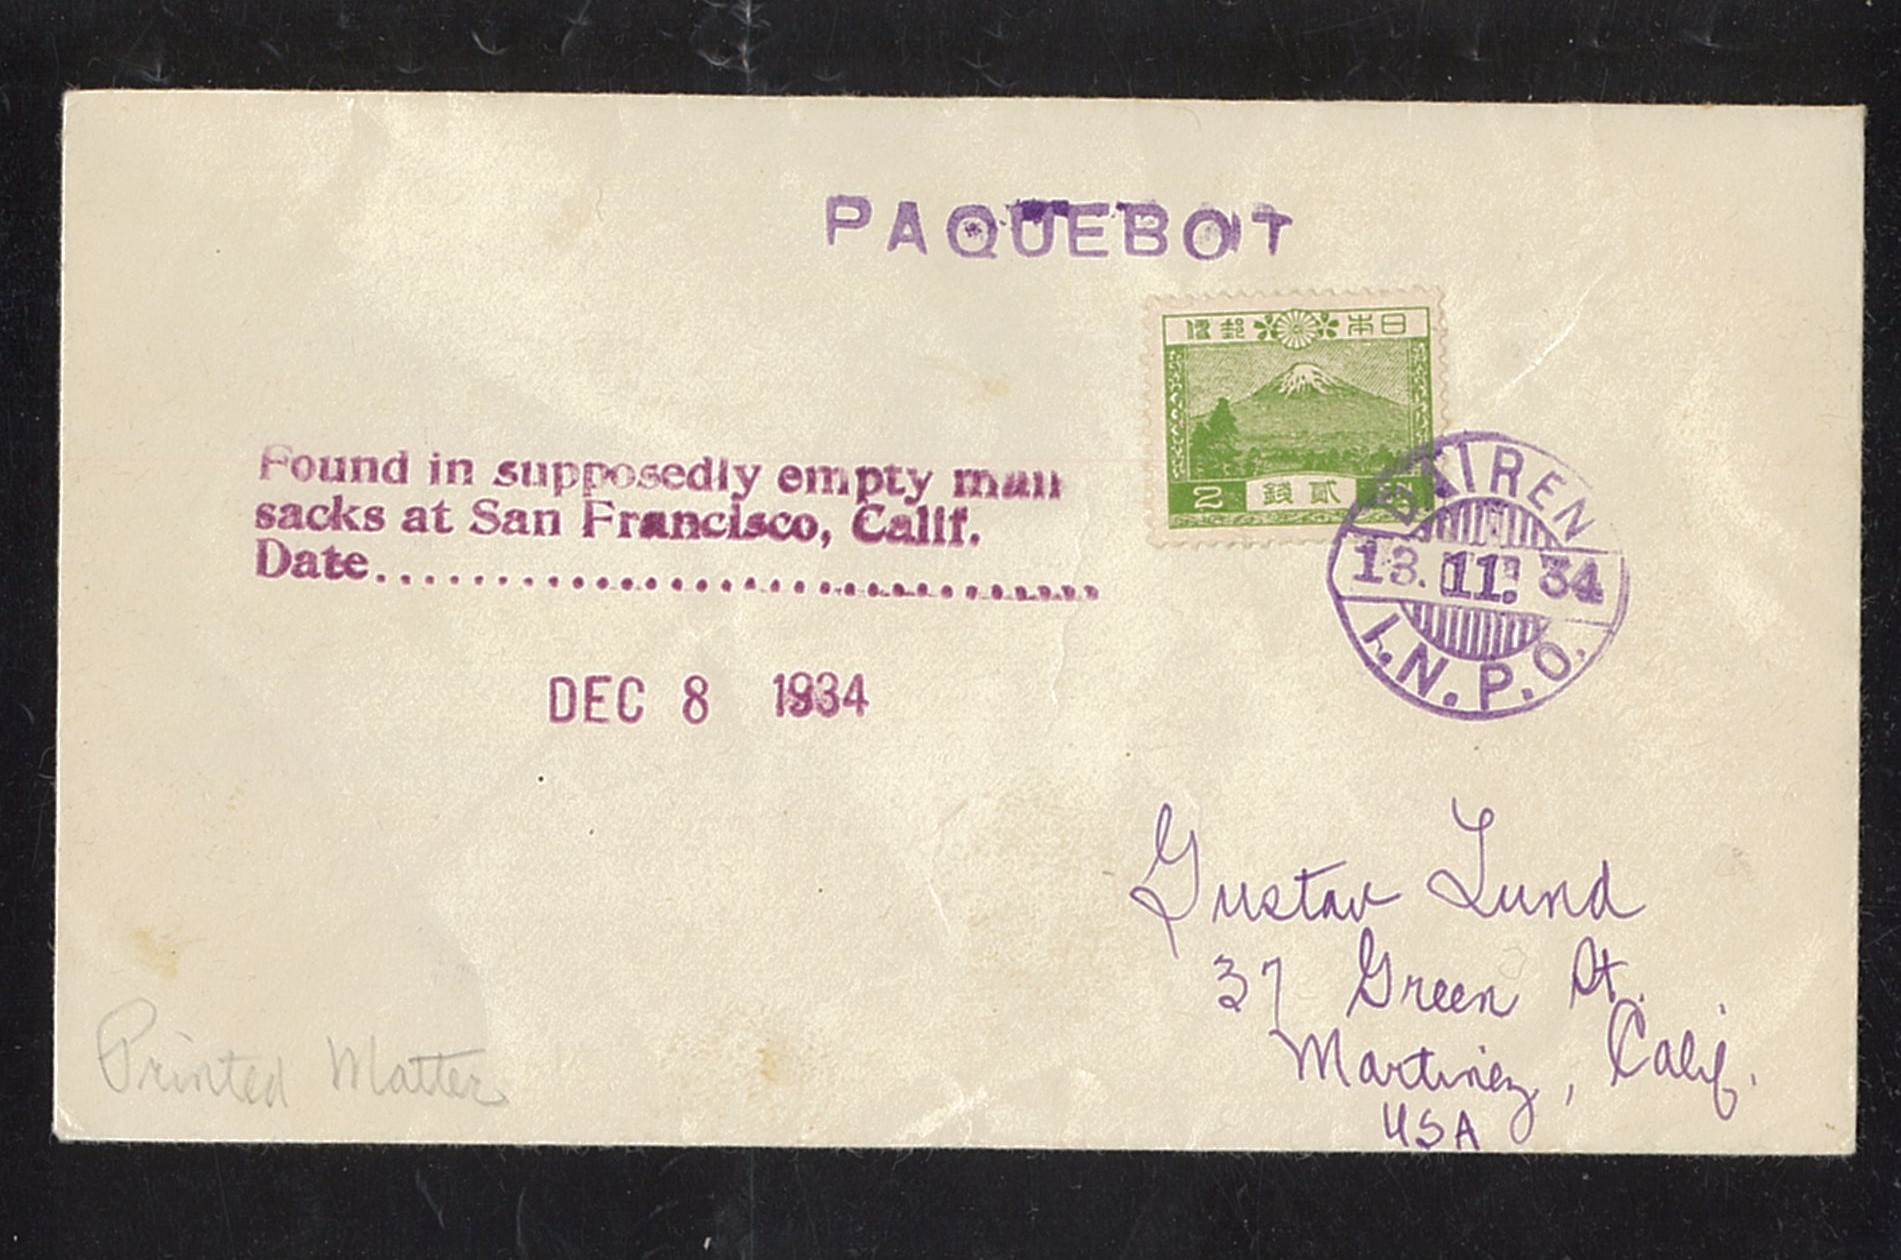 PAQUEBOT
日本郵便
2 貳錢
DAIREN
13. 11. 34
I.N.P.O.
Found in supposedly empty mail
sacks at San Francisco, Calif.
Date
DEC 8 1934
Gustav Lund
37 Green St.
Martinez, Calif.
USA
Printed Matter